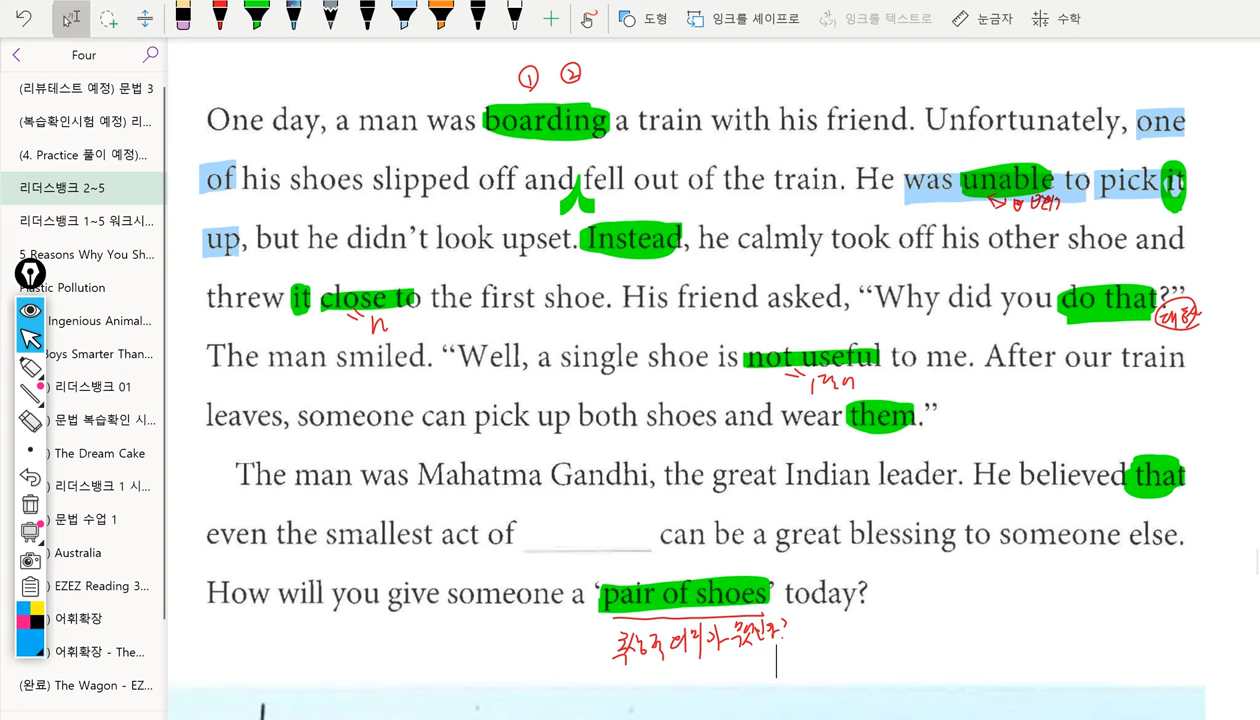 도형
잉크를 셰이프로
잉크를 텍스트로
눈금자
수학
Four
(리뷰테스트 예정) 문법 3
(복습확인시험 예정) 리...
(4. Practice 풀이 예정)...
리더스뱅크 2~5
리더스뱅크 1~5 워크시...
5 Reasons Why You Sh...
Plastic Pollution
Ingenious Animal...
Boys Smarter Than...
) 리더스뱅크 01
) 문법 복습확인 시...
) The Dream Cake
) 리더스뱅크 1 시...
) 문법 수업 1
) Australia
) EZEZ Reading 3...
) 어휘확장
) 어휘확장 - The...
(완료) The Wagon - EZ...
① ②
One day, a man was boarding a train with his friend. Unfortunately, one
of his shoes slipped off and fell out of the train. He was unable to pick it
up, but he didn't look upset. Instead, he calmly took off his other shoe and
threw it close to the first shoe. His friend asked, “Why did you do that?”
n
The man smiled. “Well, a single shoe is not useful to me. After our train
leaves, someone can pick up both shoes and wear them.”
The man was Mahatma Gandhi, the great Indian leader. He believed that
even the smallest act of ________ can be a great blessing to someone else.
How will you give someone a ‘pair of shoes’ today?